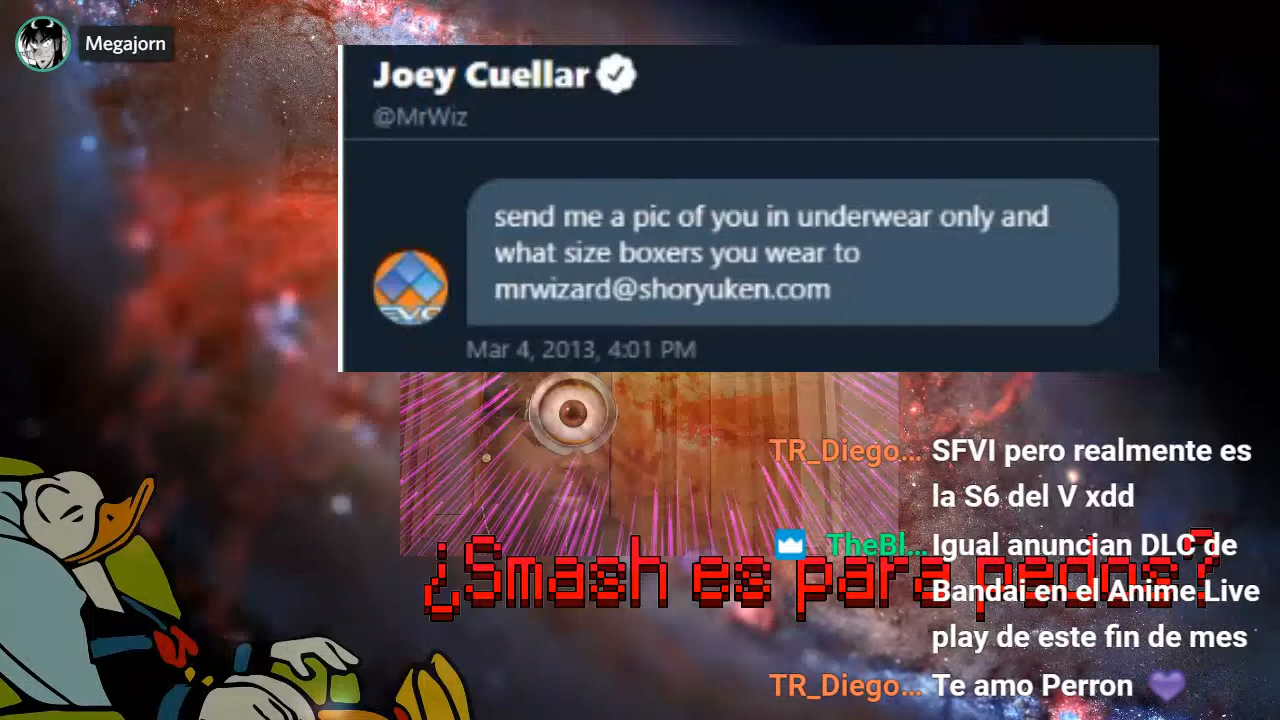 Megajorn
Joey Cuellar
@MrWiz
send me a pic of you in underwear only and
what size boxers you wear to
mrwizard@shoryuken.com
EVO
Mar 4, 2013, 4:01 PM
¿Smash es para pedos?
TR_Diego... SFVI pero realmente es
la S6 del V xdd
TheBl... Igual anuncian DLC de
Bandai en el Anime Live
play de este fin de mes
TR_Diego... Te amo Perron 💜